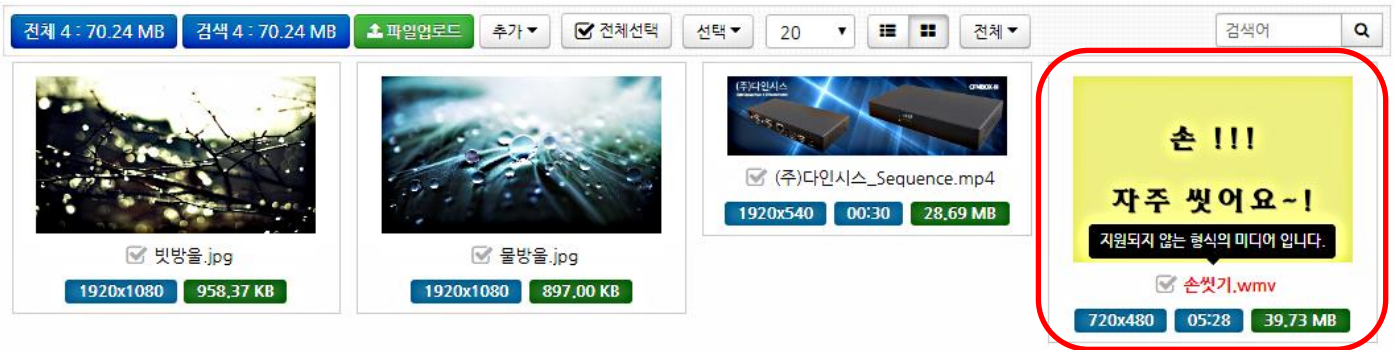 전체 4 : 70.24 MB 검색 4 : 70.24 MB 파일업로드 추가 전체선택 선택 20 전체 검색어
빗방울.jpg
1920x1080 958.37 KB
물방울.jpg
1920x1080 897.00 KB
(주)다인시스
(주)다인시스_Sequence.mp4
1920x540 00:30 28.69 MB
손 !!!
자주 씻어요~!
지원되지 않는 형식의 미디어 입니다.
손씻기.wmv
720x480 05:28 39.73 MB